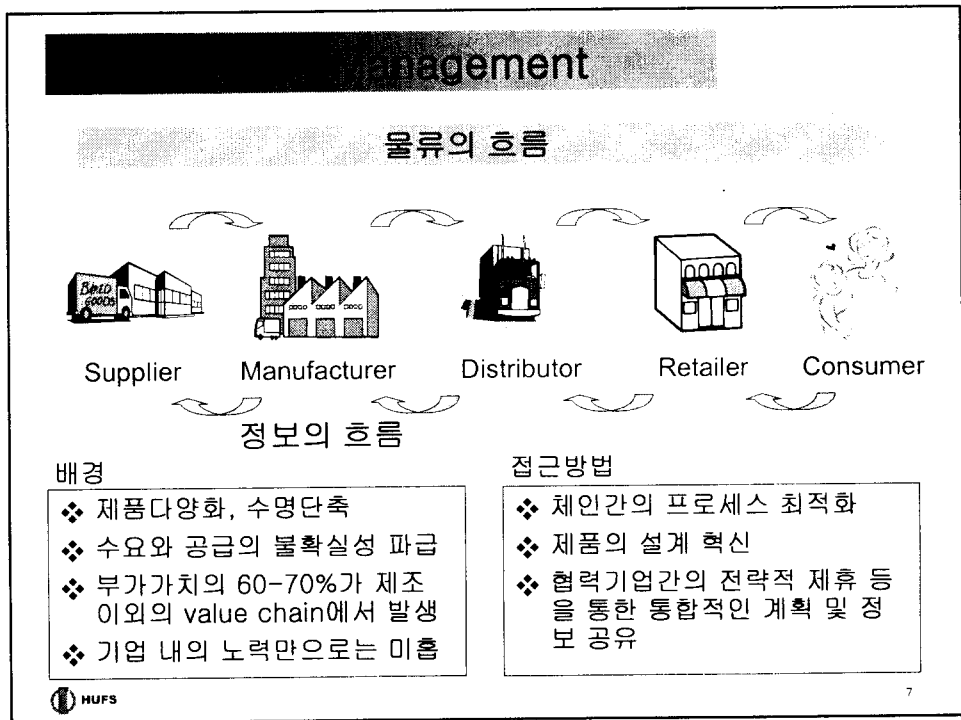 Management
물류의 흐름
BUILD
GOODS
Supplier Manufacturer Distributor Retailer Consumer
정보의 흐름
배경
❖ 제품다양화, 수명단축
❖ 수요와 공급의 불확실성 파급
❖ 부가가치의 60-70%가 제조
이외의 value chain에서 발생
❖ 기업 내의 노력만으로는 미흡
접근방법
❖ 체인간의 프로세스 최적화
❖ 제품의 설계 혁신
❖ 협력기업간의 전략적 제휴 등
을 통한 통합적인 계획 및 정
보 공유
HUFS
7